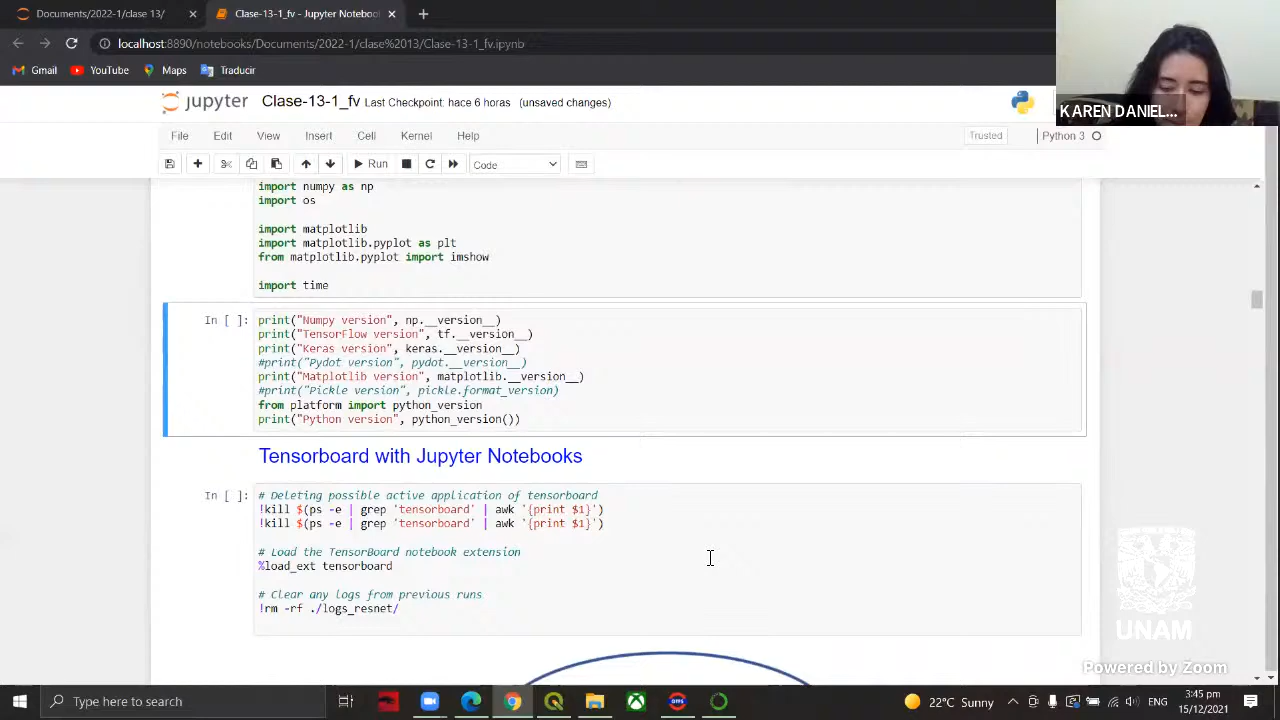 Documents/2022-1/clase 13/
Clase-13-1_fv - Jupyter Noteboo
localhost:8890/notebooks/Documents/2022-1/clase%2013/Clase-13-1_fv.ipynb
Gmail
YouTube
Maps
Traducir
KAREN DANIEL...
jupyter Clase-13-1_fv Last Checkpoint: hace 6 horas (unsaved changes)
File Edit View Insert Cell Kernel Help
Trusted
Python 3
Run
Code
import numpy as np
import os
import matplotlib
import matplotlib.pyplot as plt
from matplotlib.pyplot import imshow
import time
In [ ]:
print("Numpy version", np.__version__)
print("TensorFlow version", tf.__version__)
print("Keras version", keras.__version__)
#print("Pydot version", pydot.__version__)
print("Matplotlib version", matplotlib.__version__)
#print("Pickle version", pickle.format_version)
from platform import python_version
print("Python version", python_version())
Tensorboard with Jupyter Notebooks
In [ ]:
# Deleting possible active application of tensorboard
!kill $(ps -e | grep 'tensorboard' | awk '{print $1}')
!kill $(ps -e | grep 'tensorboard' | awk '{print $1}')
# Load the TensorBoard notebook extension
%load_ext tensorboard
# Clear any logs from previous runs
!rm -rf ./logs_resnet/
UNAM
Powered by Zoom
Type here to search
22°C Sunny
ENG
3:45 pm
15/12/2021